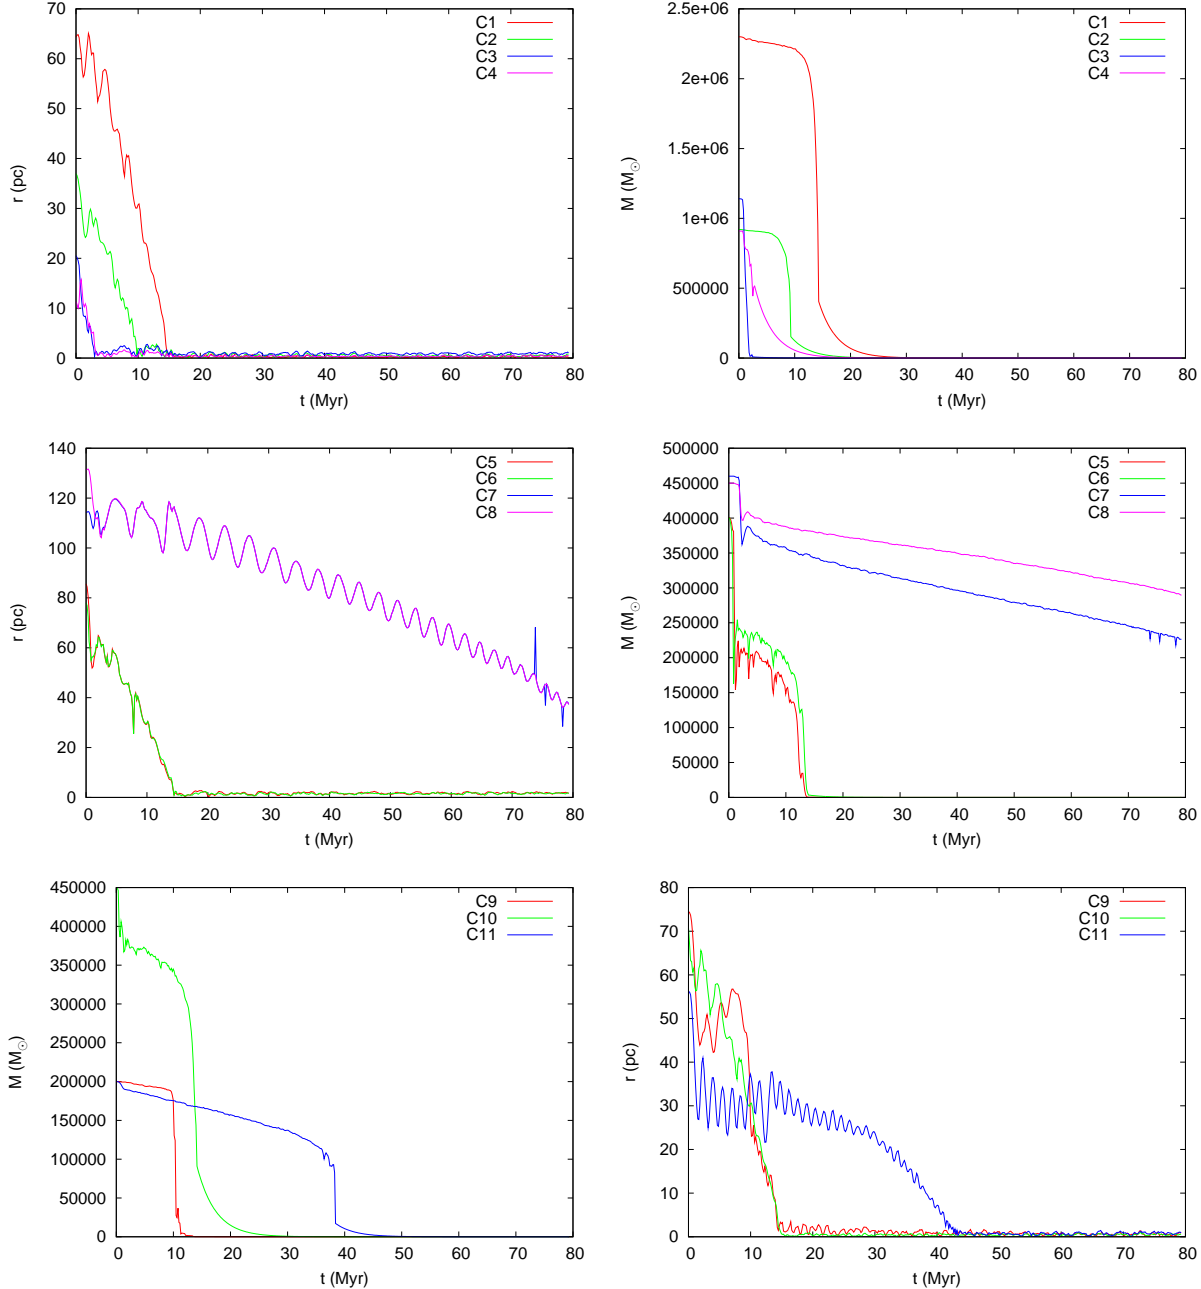 70
60
50
40
30
20
10
0
r (pc)
0 10 20 30 40 50 60 70 80
t (Myr)
C1
C2
C3
C4
2.5e+06
2e+06
1.5e+06
1e+06
500000
0
M (M☉)
0 10 20 30 40 50 60 70 80
t (Myr)
C1
C2
C3
C4
140
120
100
80
60
40
20
0
r (pc)
0 10 20 30 40 50 60 70 80
t (Myr)
C5
C6
C7
C8
500000
450000
400000
350000
300000
250000
200000
150000
100000
50000
0
M (M☉)
0 10 20 30 40 50 60 70 80
t (Myr)
C5
C6
C7
C8
450000
400000
350000
300000
250000
200000
150000
100000
50000
0
M (M☉)
0 10 20 30 40 50 60 70 80
t (Myr)
C9
C10
C11
80
70
60
50
40
30
20
10
0
r (pc)
0 10 20 30 40 50 60 70 80
t (Myr)
C9
C10
C11